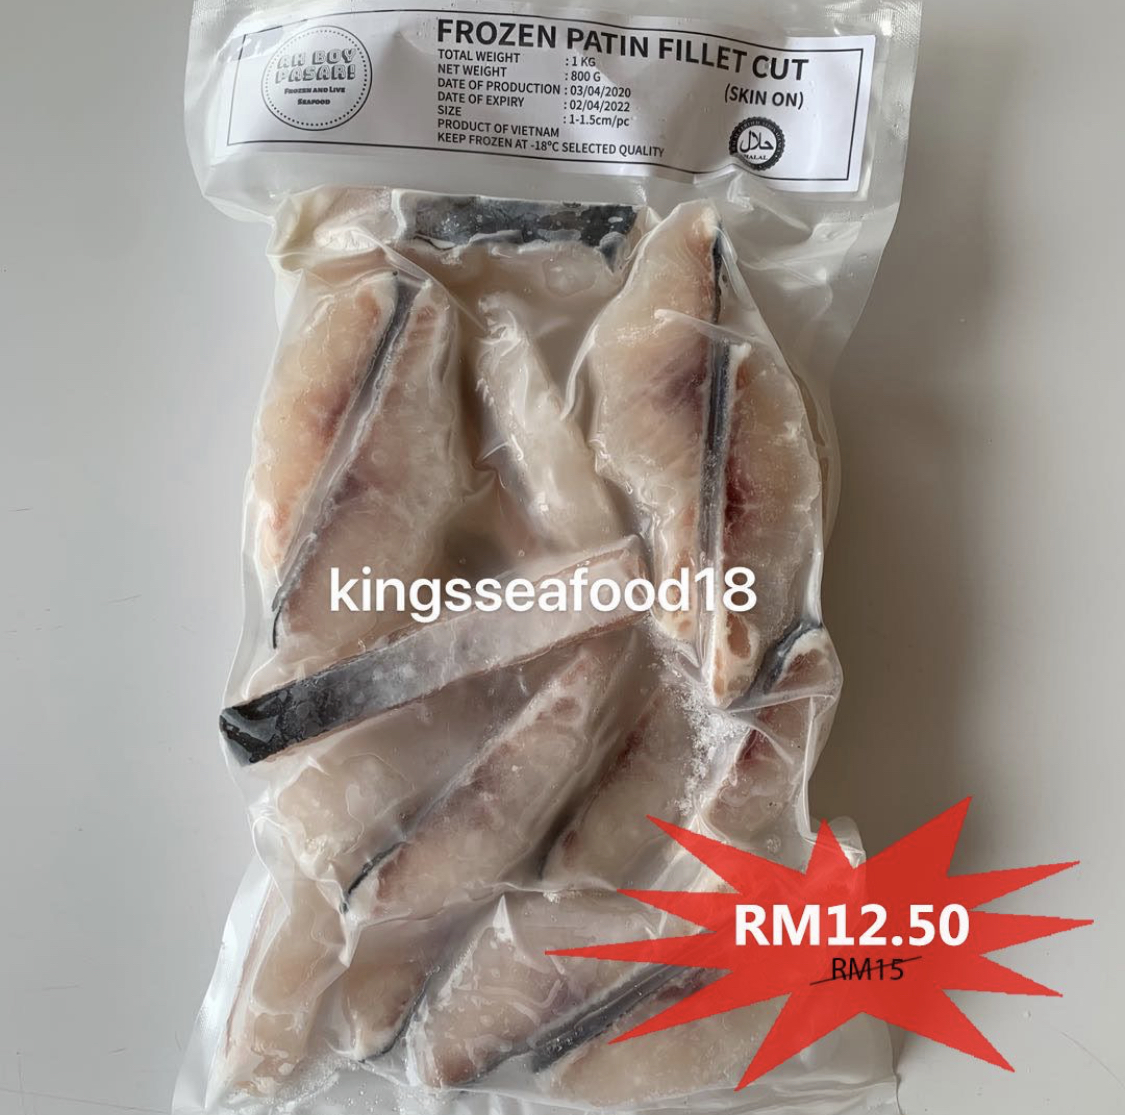 AH BOY
PASAR!
FROZEN AND LIVE
SEAFOOD
FROZEN PATIN FILLET CUT
(SKIN ON)
TOTAL WEIGHT : 1 KG
NET WEIGHT : 800 G
DATE OF PRODUCTION : 03/04/2020
DATE OF EXPIRY : 02/04/2022
SIZE : 1-1.5cm/pc
PRODUCT OF VIETNAM
KEEP FROZEN AT -18°C SELECTED QUALITY
حلال
HALAL
kingsseafood18
RM12.50
RM15